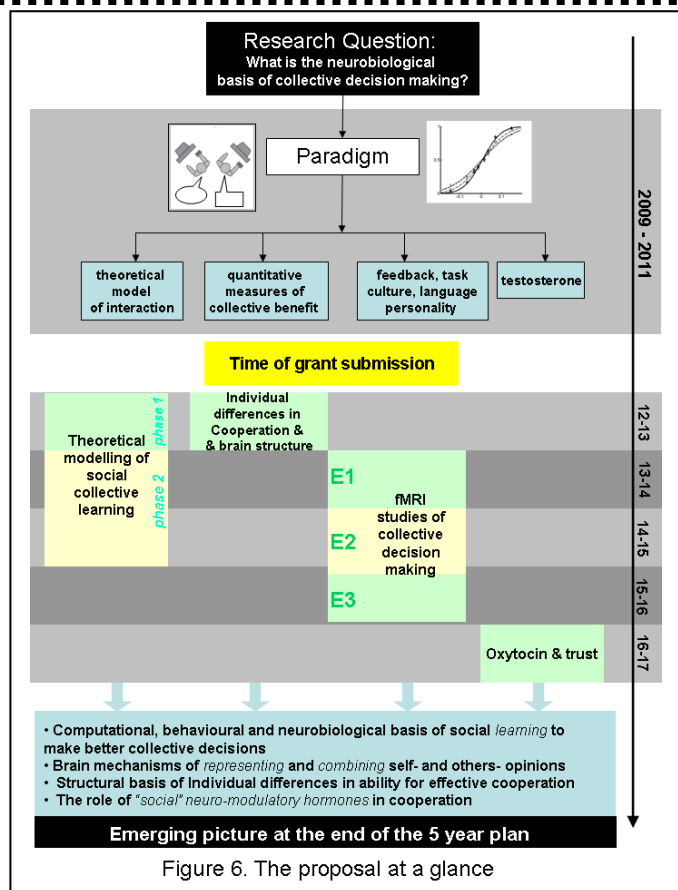 Research Question:
What is the neurobiological
basis of collective decision making?
Paradigm
2009 - 2011
theoretical
model
of interaction
quantitative
measures of
collective benefit
feedback, task
culture, language
personality
testosterone
Time of grant submission
Theoretical
modelling of
social
collective
learning
phase 1
phase 2
Individual
differences in
Cooperation &
& brain structure
12-13
E1
E2
E3
fMRI
studies of
collective
decision
making
13-14
14-15
15-16
Oxytocin & trust
16-17
• Computational, behavioural and neurobiological basis of social learning to
make better collective decisions
• Brain mechanisms of representing and combining self- and others- opinions
• Structural basis of Individual differences in ability for effective cooperation
• The role of "social" neuro-modulatory hormones in cooperation
Emerging picture at the end of the 5 year plan
Figure 6. The proposal at a glance